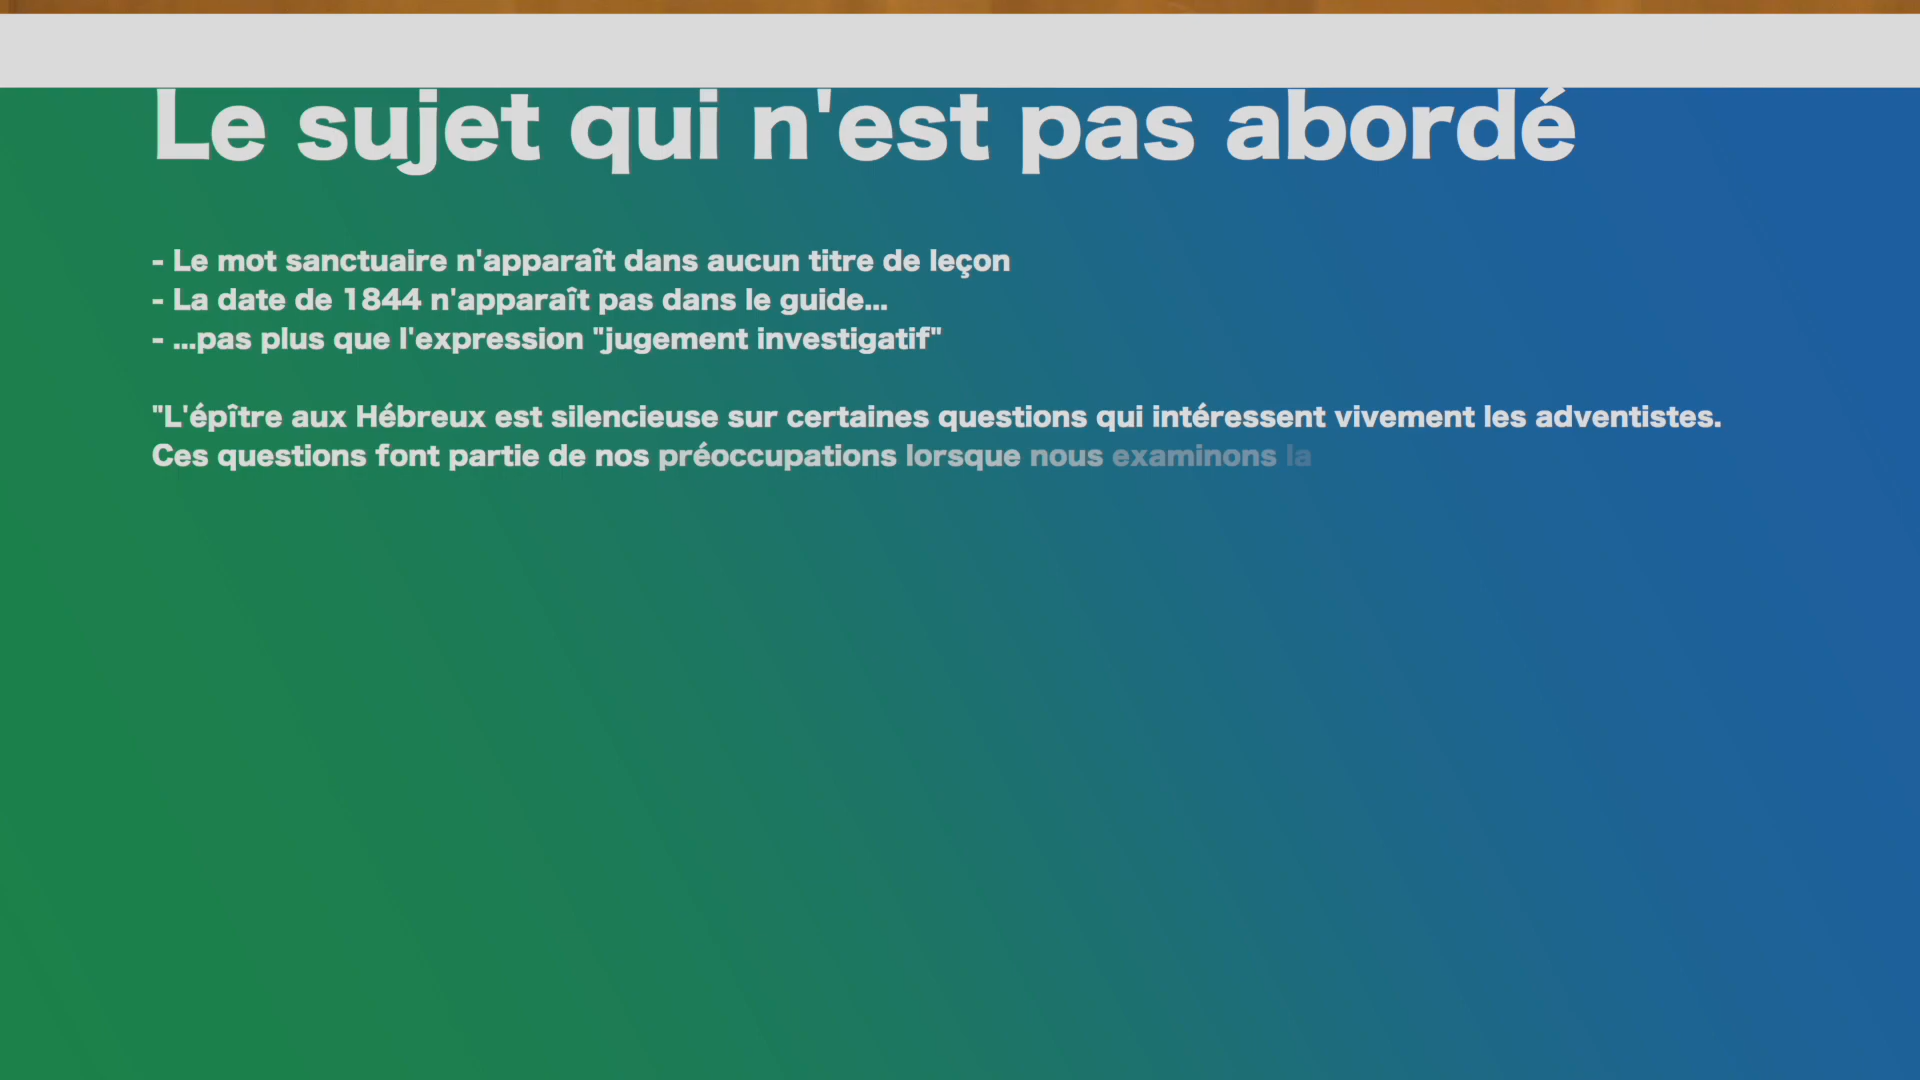 Le sujet qui n'est pas abordé
- Le mot sanctuaire n'apparaît dans aucun titre de leçon
- La date de 1844 n'apparaît pas dans le guide...
- ...pas plus que l'expression "jugement investigatif"
"L'épître aux Hébreux est silencieuse sur certaines questions qui intéressent vivement les adventistes.
Ces questions font partie de nos préoccupations lorsque nous examinons la